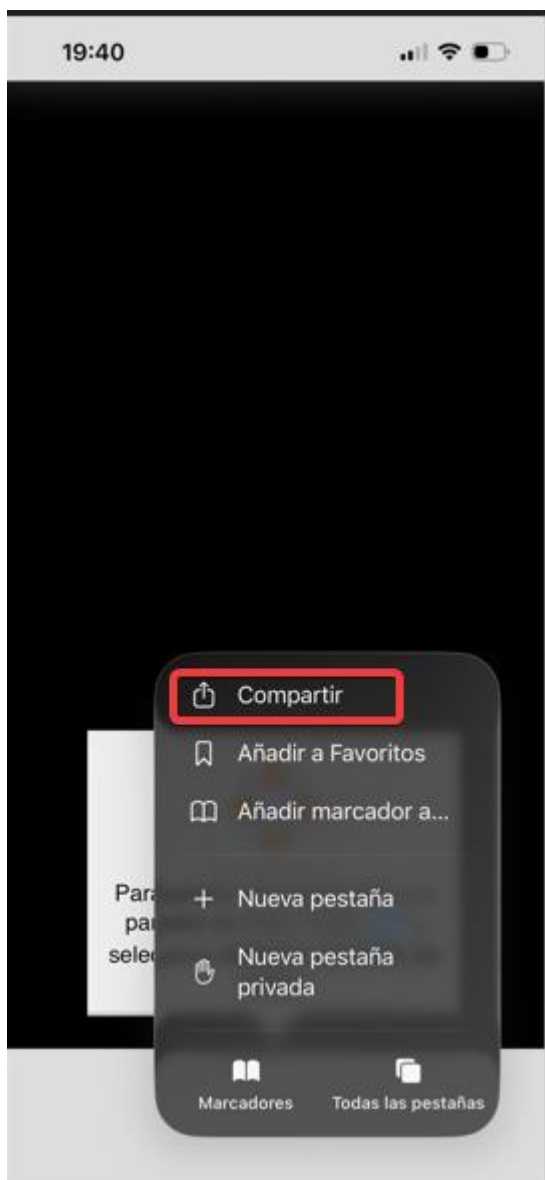 19:40
Compartir
Añadir a Favoritos
Añadir marcador a...
Nueva pestaña
Nueva pestaña
privada
Marcadores
Todas las pestañas